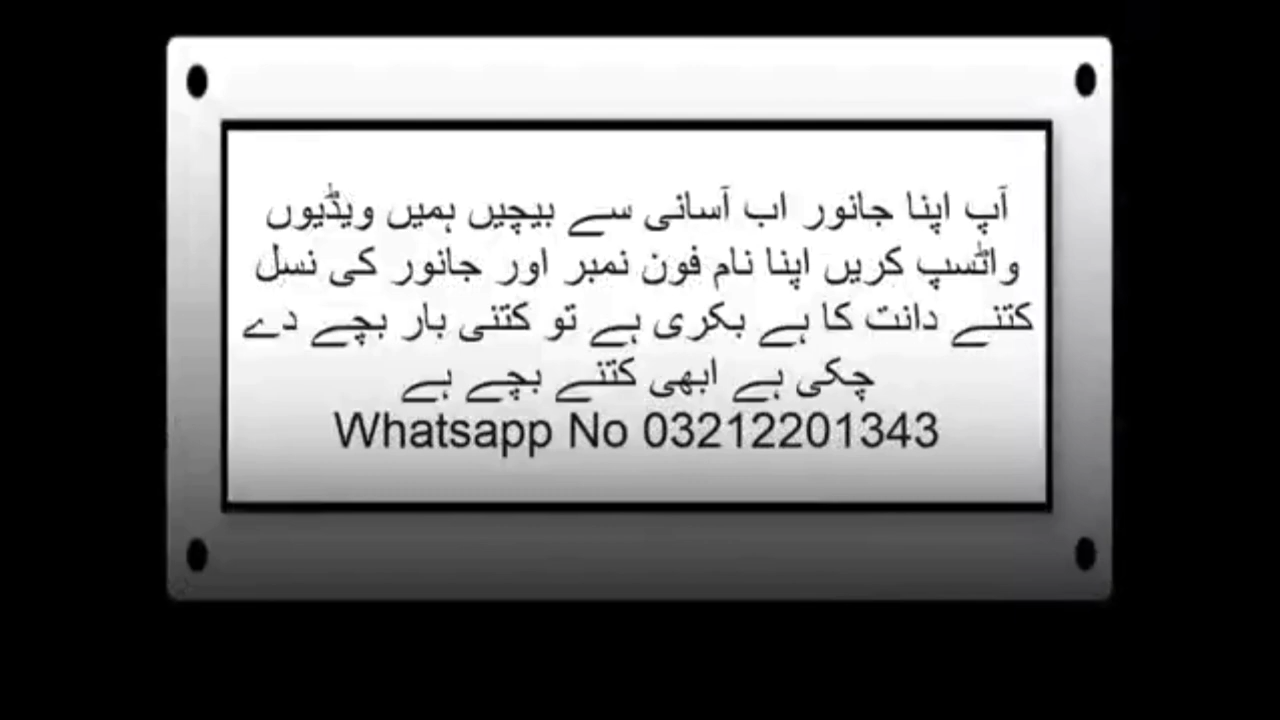 آپ اپنا جانور اب آسانی سے بیچیں ہمیں ویڈیوں
واٹسپ کریں اپنا نام فون نمبر اور جانور کی نسل
کتنے دانت کا ہے بکری ہے تو کتنی بار بچے دے
چکی ہے ابھی کتنے بچے ہے
Whatsapp No 03212201343